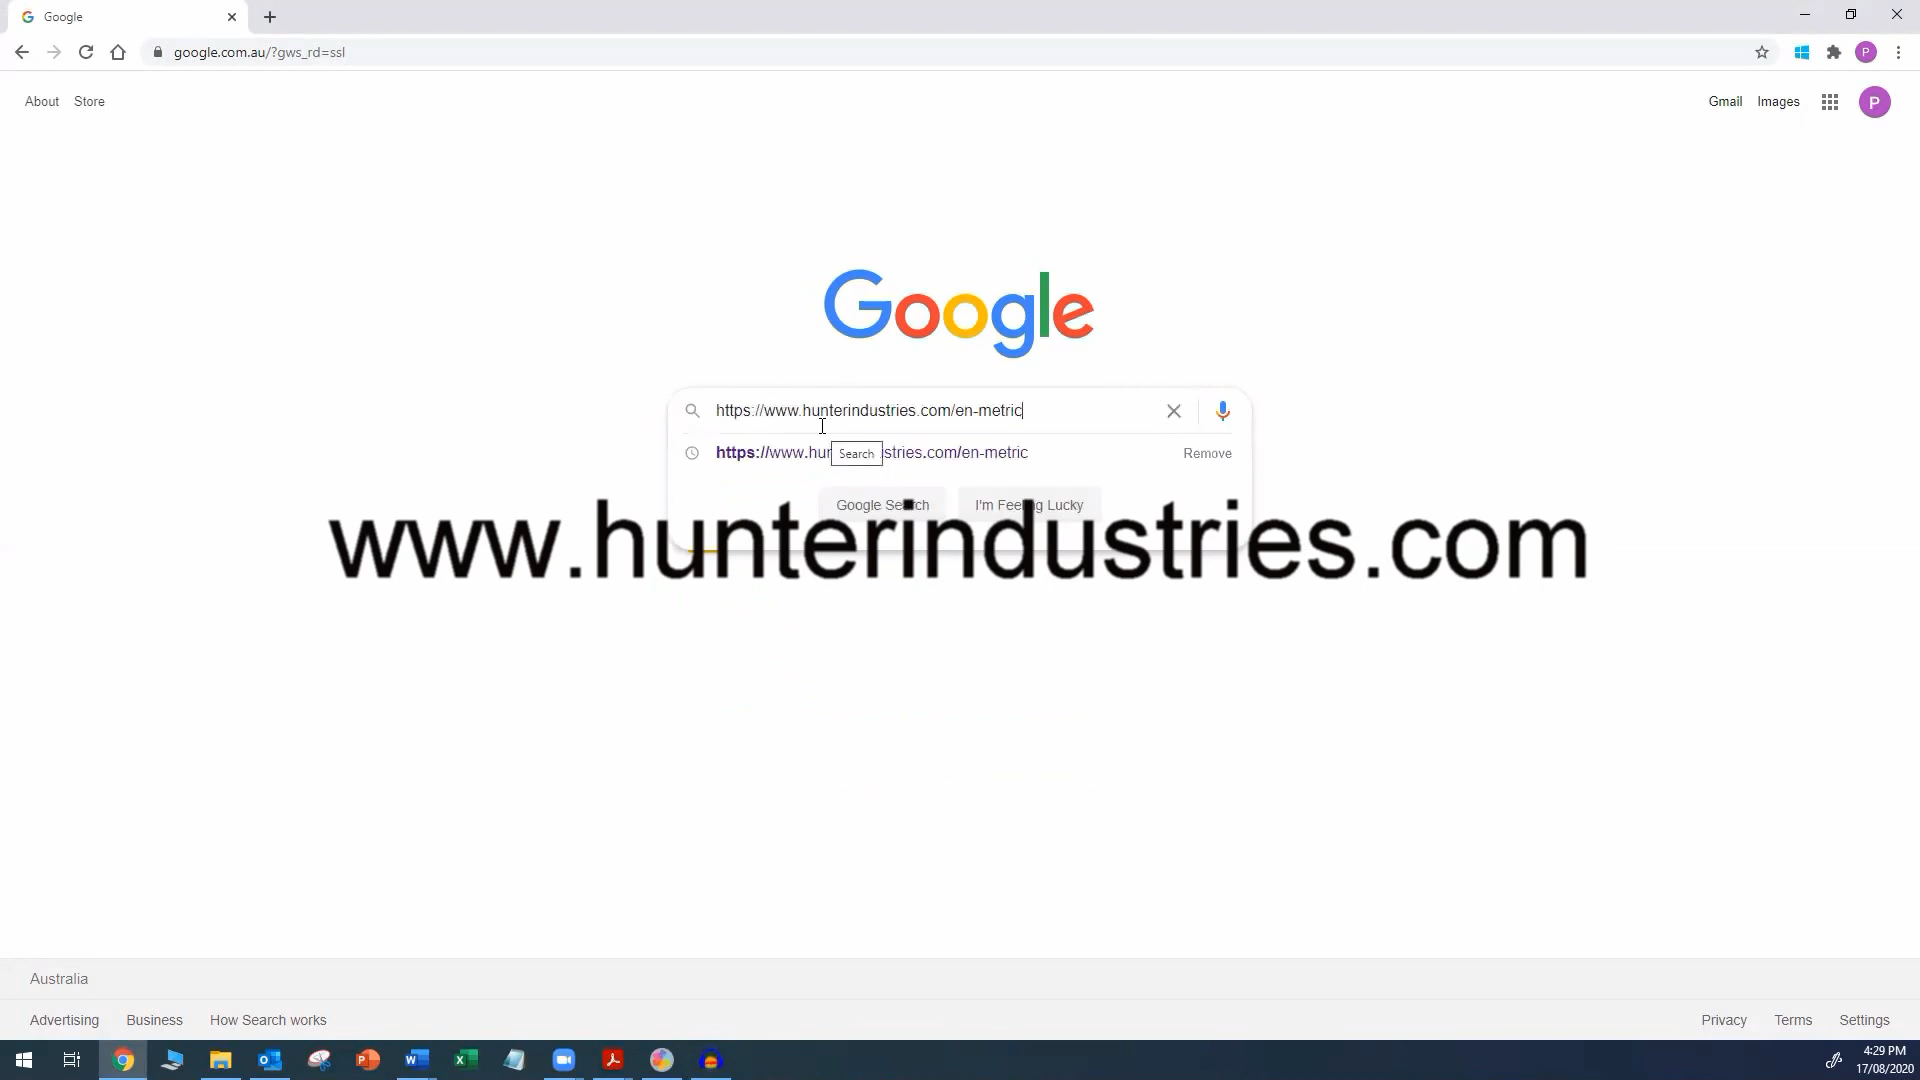 Google
google.com.au/?gws_rd=ssl
P
About Store
Gmail Images
P
Google
https://www.hunterindustries.com/en-metric
https://www.hunterindustries.com/en-metric Remove
Search
Google Search I'm Feeling Lucky
www.hunterindustries.com
Australia
Advertising Business How Search works
Privacy Terms Settings
4:29 PM
17/08/2020